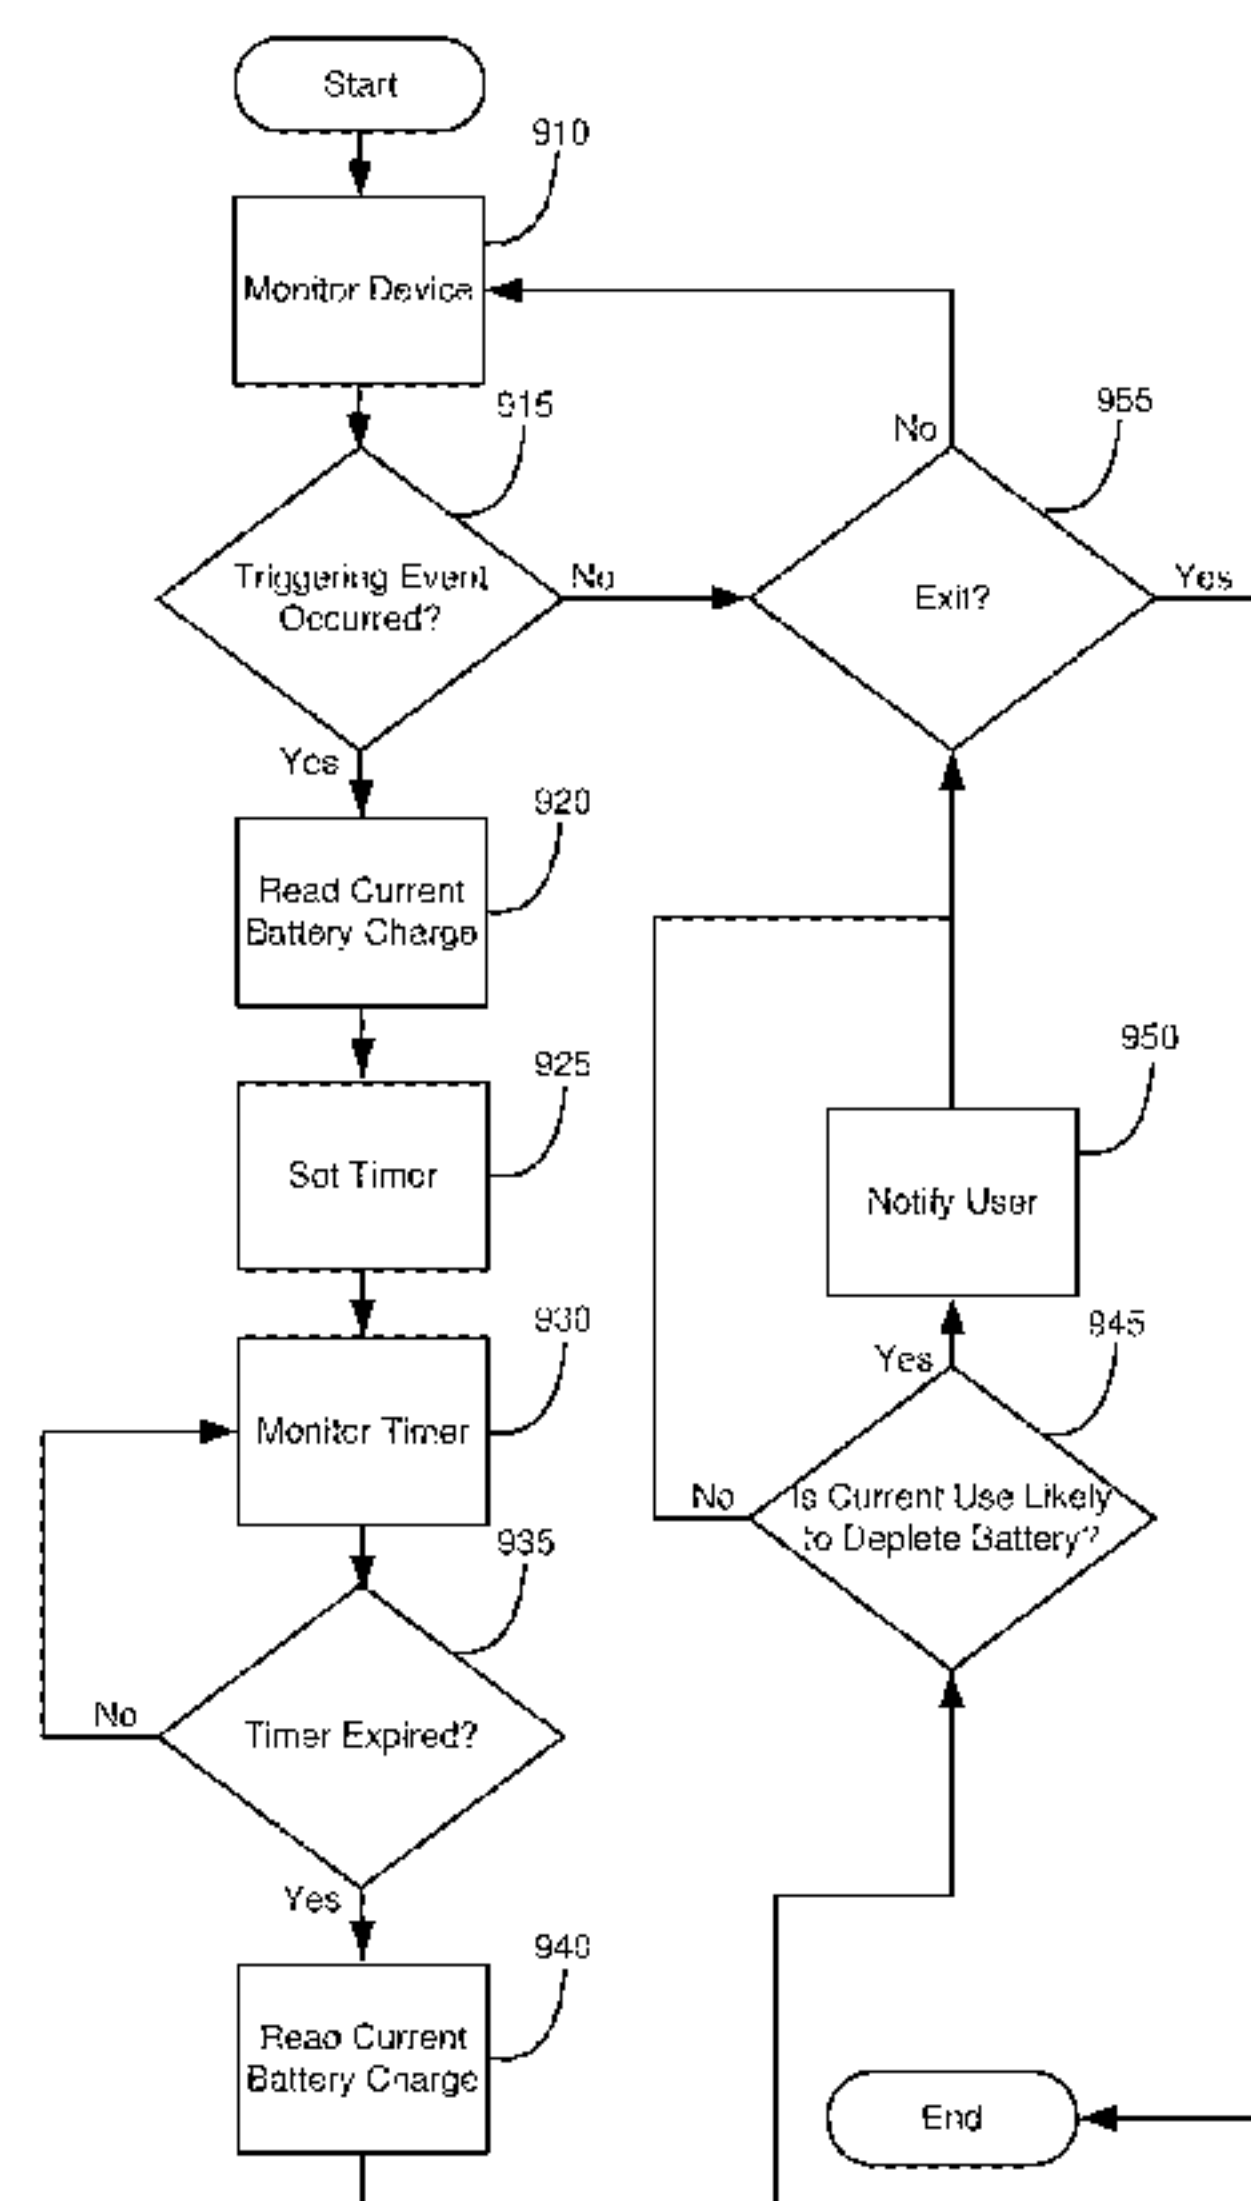 Start
910
Monitor Device
915
955
No
Triggering Event
Occurred?
No
Exit?
Yes
Yes
920
Read Current
Battery Charge
925
Set Timer
950
Notify User
930
Monitor Timer
945
Yes
Is Current Use Likely
to Deplete Battery?
No
935
Timer Expired?
No
Yes
940
Read Current
Battery Charge
End